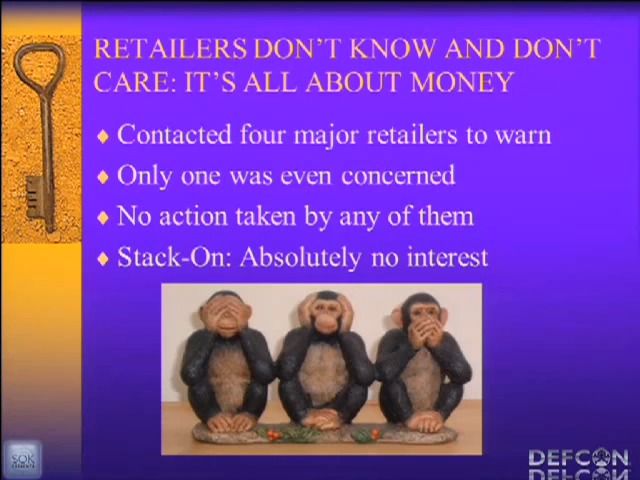 RETAILERS DON'T KNOW AND DON'T
CARE: IT'S ALL ABOUT MONEY
Contacted four major retailers to warn
Only one was even concerned
No action taken by any of them
Stack-On: Absolutely no interest
DEFCON